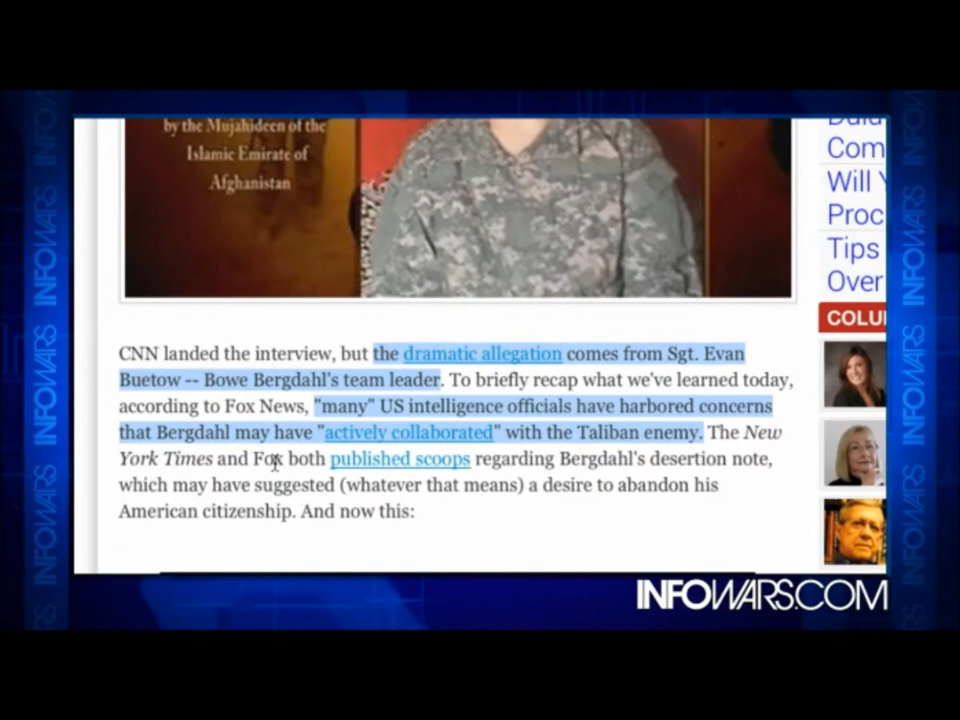 by the Mujahideen of the
Islamic Emirate of
Afghanistan
CNN landed the interview, but the dramatic allegation comes from Sgt. Evan
Buetow -- Bowe Bergdahl's team leader. To briefly recap what we've learned today,
according to Fox News, "many" US intelligence officials have harbored concerns
that Bergdahl may have "actively collaborated" with the Taliban enemy. The New
York Times and Fox both published scoops regarding Bergdahl's desertion note,
which may have suggested (whatever that means) a desire to abandon his
American citizenship. And now this:
Com
Will
Proc
Tips
Over
COLU
INFOWARS.COM
INFOWARS
INFOWARS
INFOWARS
INFOWARS